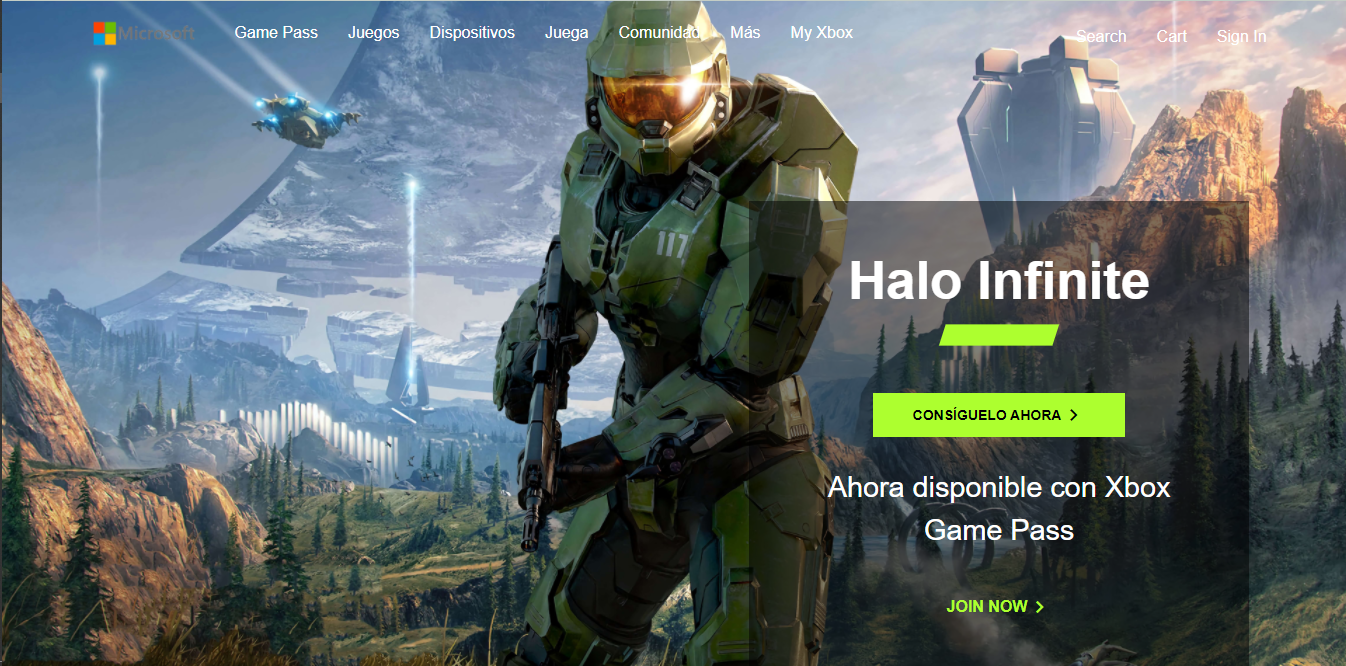 Microsoft
Game Pass Juegos Dispositivos Juega Comunidad Más My Xbox
Search Cart Sign In
117
Halo Infinite
CONSÍGUELO AHORA
Ahora disponible con Xbox
Game Pass
JOIN NOW